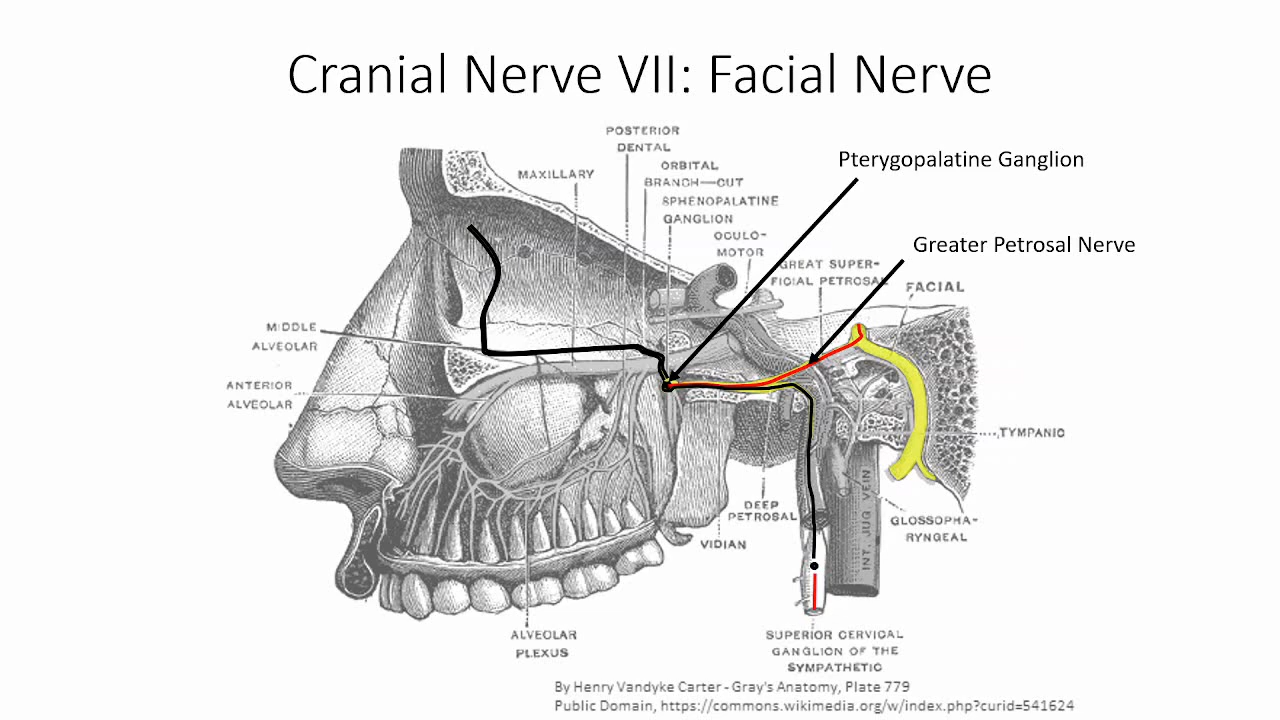 Cranial Nerve VII: Facial Nerve
POSTERIOR
DENTAL
MAXILLARY
ORBITAL
BRANCH—CUT
SPHENOPALATINE
GANGLION
OCULO-
MOTOR
Pterygopalatine Ganglion
Greater Petrosal Nerve
GREAT SUPER-
FICIAL PETROSAL
FACIAL
MIDDLE
ALVEOLAR
ANTERIOR
ALVEOLAR
TYMPANIC
DEEP
PETROSAL
VIDIAN
INT. JUG VEIN
GLOSSOPHA-
RYNGEAL
ALVEOLAR
PLEXUS
SUPERIOR CERVICAL
GANGLION OF THE
SYMPATHETIC
By Henry Vandyke Carter - Gray's Anatomy, Plate 779
Public Domain, https://commons.wikimedia.org/w/index.php?curid=541624